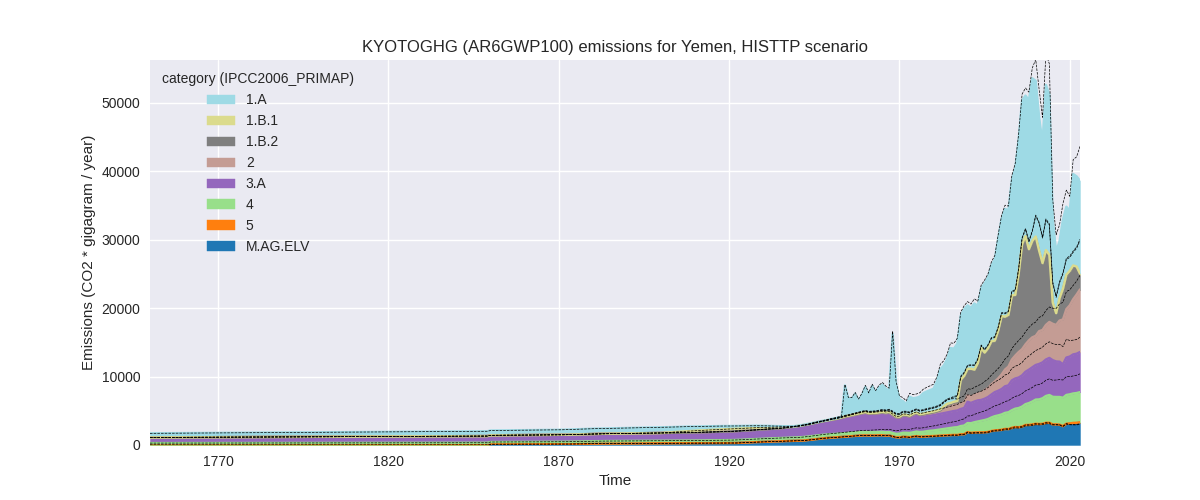 KYOTOGHG (AR6GWP100) emissions for Yemen, HISTTP scenario
category (IPCC2006_PRIMAP)
1.A
1.B.1
1.B.2
2
3.A
4
5
M.AG.ELV
Emissions (CO2 * gigagram / year)
50000
40000
30000
20000
10000
0
1770
1820
1870
1920
1970
2020
Time